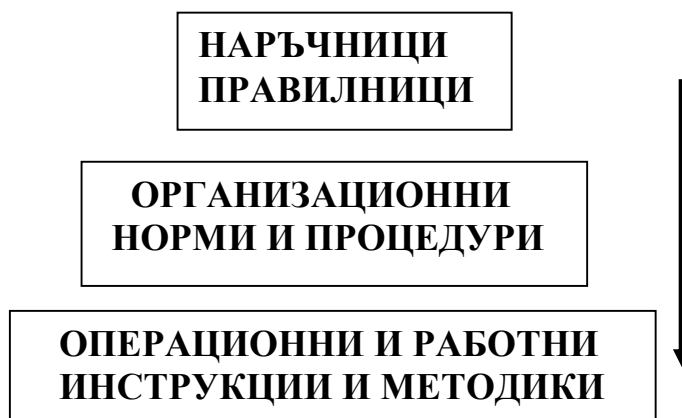 НАРЪЧНИЦИ
ПРАВИЛНИЦИ
ОРГАНИЗАЦИОННИ
НОРМИ И ПРОЦЕДУРИ
ОПЕРАЦИОННИ И РАБОТНИ
ИНСТРУКЦИИ И МЕТОДИКИ